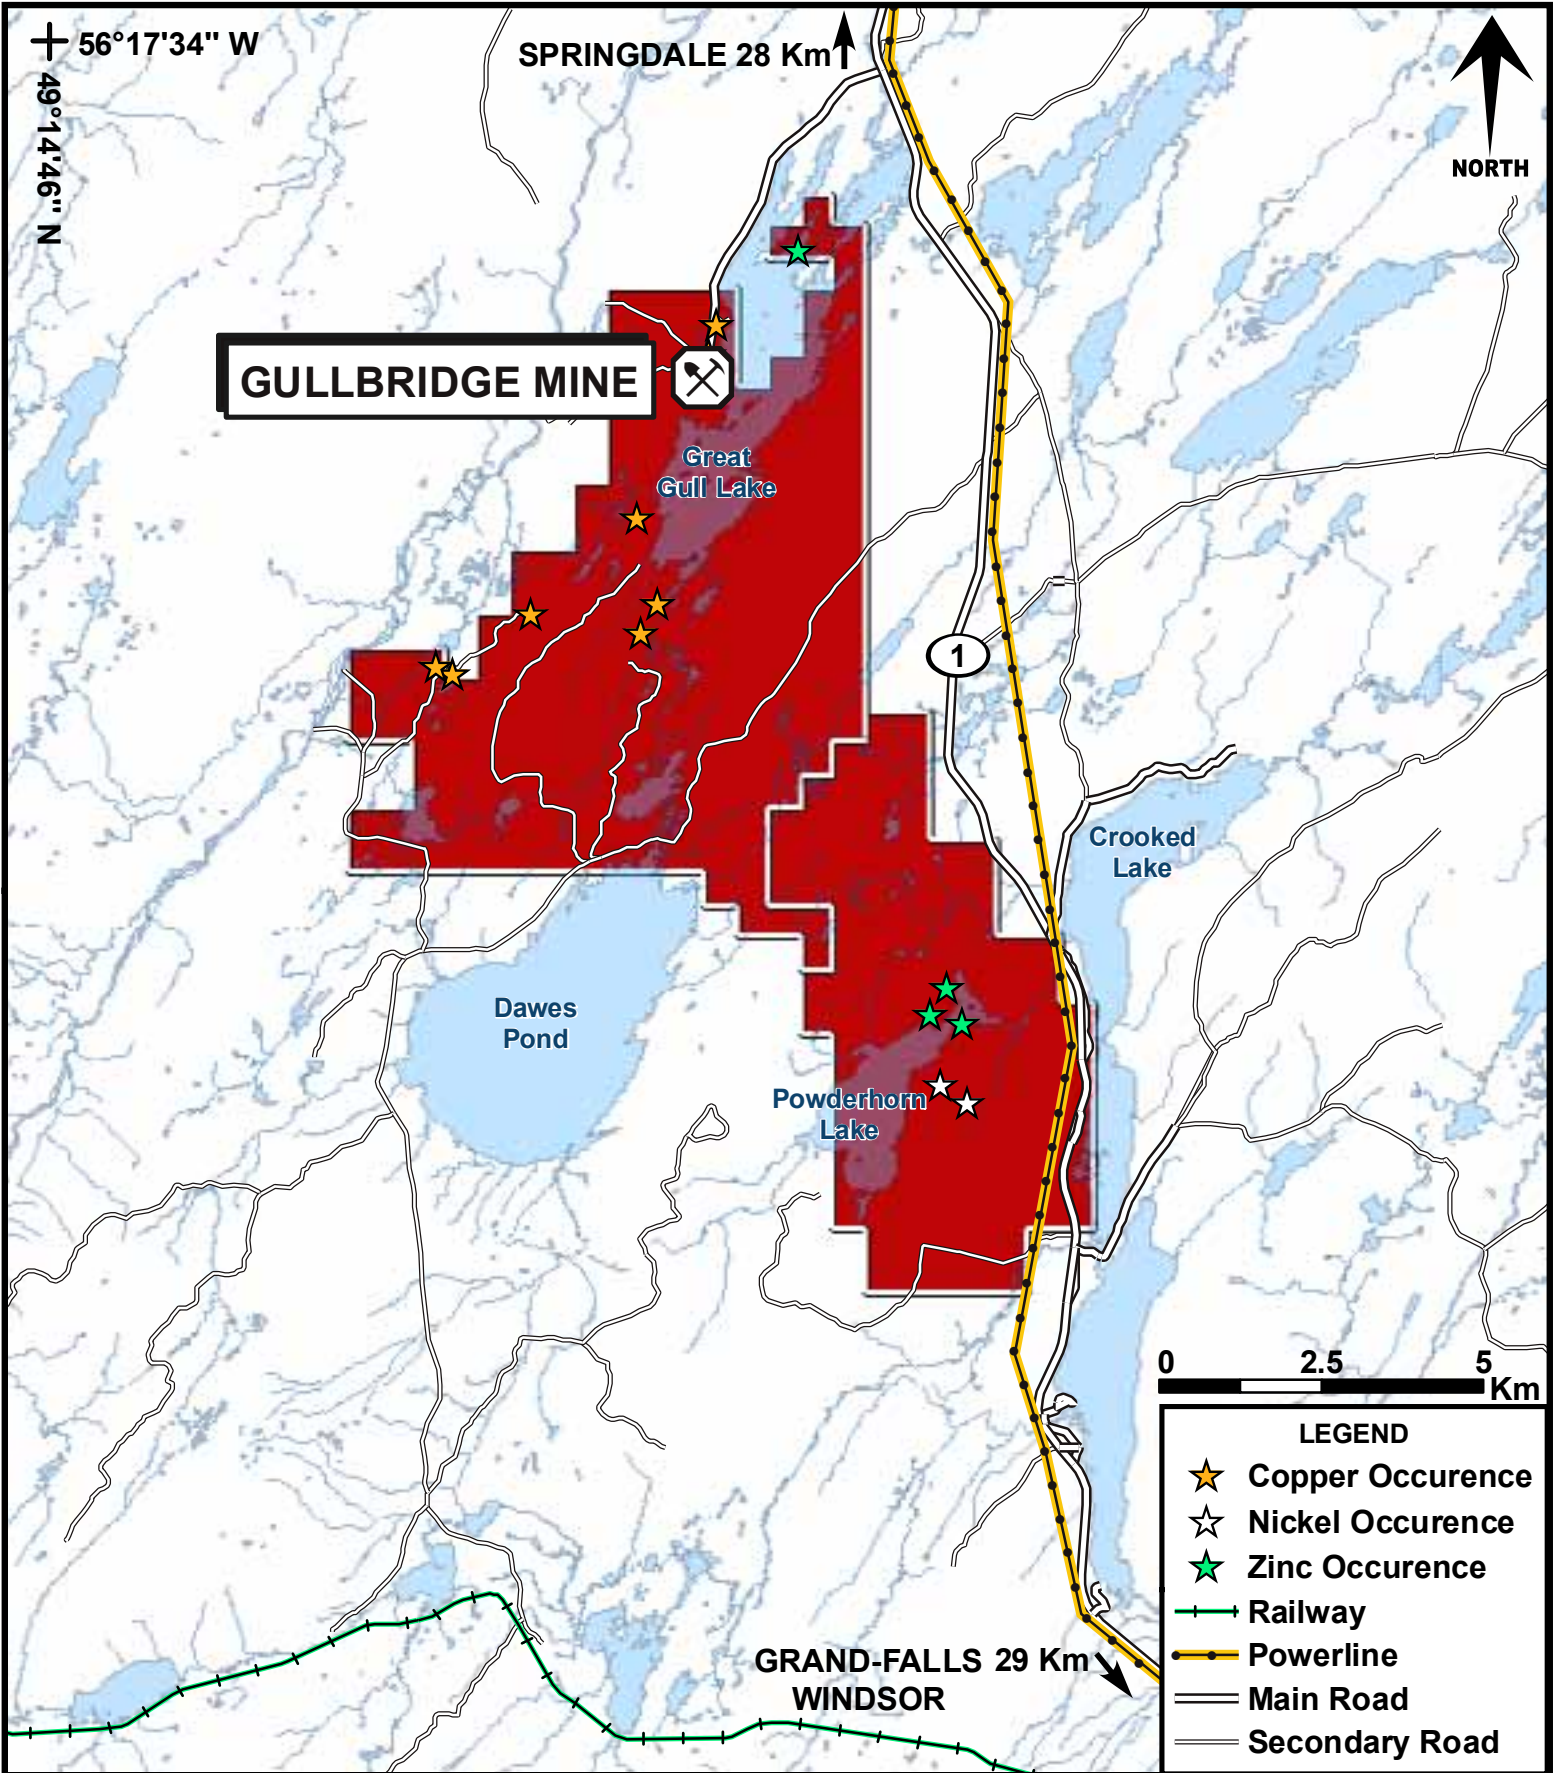 56°17'34" W
49°14'46" N
SPRINGDALE 28 Km
NORTH
GULLBRIDGE MINE
Great
Gull Lake
1
Crooked
Lake
Dawes
Pond
Powderhorn
Lake
0 2.5 5
Km
LEGEND
Copper Occurence
Nickel Occurence
Zinc Occurence
Railway
Powerline
Main Road
Secondary Road
GRAND-FALLS 29 Km
WINDSOR